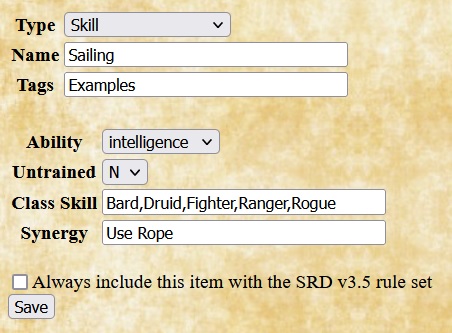 Type Skill
Name Sailing
Tags Examples
Ability intelligence
Untrained N
Class Skill Bard,Druid,Fighter,Ranger,Rogue
Synergy Use Rope
Always include this item with the SRD v3.5 rule set
Save